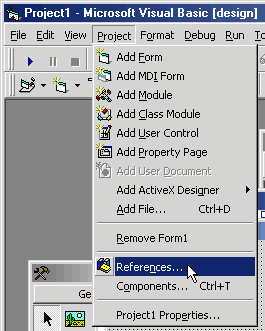 Project1 - Microsoft Visual Basic [design]
File Edit View Project Format Debug Run
Add Form
Add MDI Form
Add Module
Add Class Module
Add User Control
Add Property Page
Add User Document
Add ActiveX Designer
Add File... Ctrl+D
Remove Form1
References...
Components... Ctrl+T
Project1 Properties...